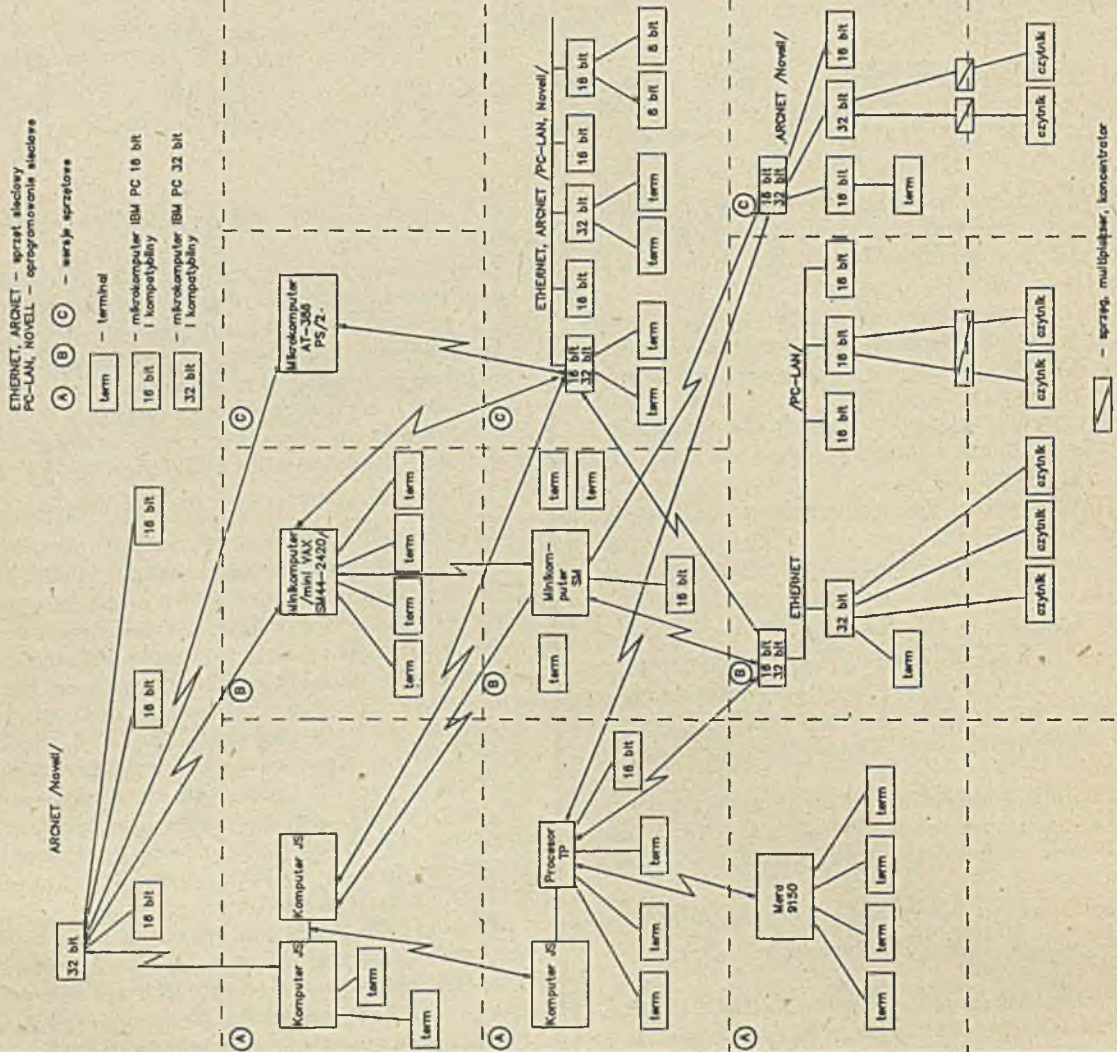 ETHERNET, ARCNET – sprzęt sieciowy
PC-LAN, NOVELL – oprogramowanie sieciowe
A B C – wersje sprzętowe
term – terminal
16 bit – mikrokomputer IBM PC 16 bit
i kompatybilny
32 bit – mikrokomputer IBM PC 32 bit
i kompatybilny
ARCNET /Novell/
32 bit
16 bit
16 bit
16 bit
A
Komputer JS
Komputer JS
term
term
B
Minikomputer
/mini VAX
SM44-2420/
term
term
term
term
C
Mikrokomputer
AT-386
PS/2
A
Komputer JS
Procesor
TP
16 bit
term
term
term
term
B
term
Minikom-
puter
SM
term
term
16 bit
C
ETHERNET, ARCNET /PC-LAN, Novell/
16 bit
32 bit
term
term
16 bit
32 bit
term
term
16 bit
16 bit
8 bit
8 bit
A
Mera
9150
term
term
term
term
B
16 bit
32 bit
ETHERNET
/PC-LAN/
32 bit
term
16 bit
16 bit
16 bit
czytnik
czytnik
czytnik
czytnik
czytnik
C
16 bit
32 bit
ARCNET /Novell/
16 bit
term
32 bit
16 bit
czytnik
czytnik
– sprzęg, multiplekser, koncentrator